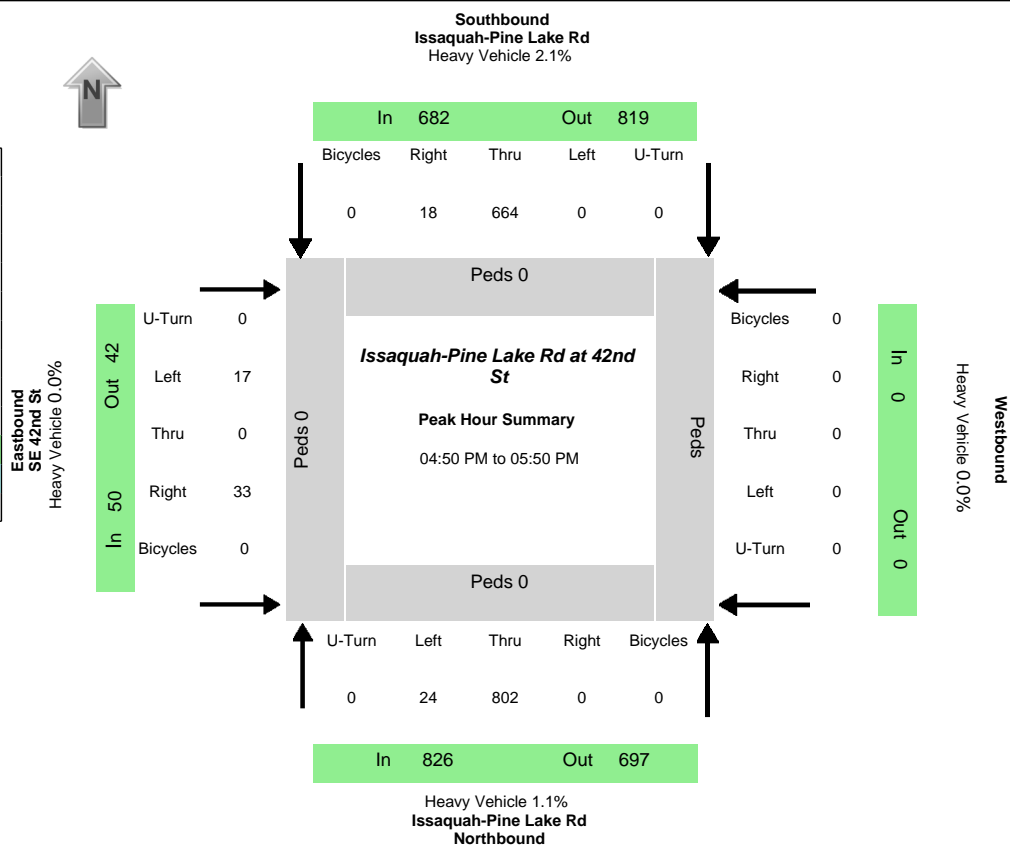 Southbound
Issaquah-Pine Lake Rd
Heavy Vehicle 2.1%
N
In 682 Out 819
Bicycles Right Thru Left U-Turn
0 18 664 0 0
Peds 0
Eastbound
SE 42nd St
Heavy Vehicle 0.0%
In 50 Out 42
U-Turn 0
Left 17
Thru 0
Right 33
Bicycles 0
Peds 0
Issaquah-Pine Lake Rd at 42nd
St
Peak Hour Summary
04:50 PM to 05:50 PM
Peds
Bicycles 0
Right 0
Thru 0
Left 0
U-Turn 0
In 0 Out 0
Heavy Vehicle 0.0%
Westbound
Peds 0
U-Turn Left Thru Right Bicycles
0 24 802 0 0
In 826 Out 697
Heavy Vehicle 1.1%
Issaquah-Pine Lake Rd
Northbound